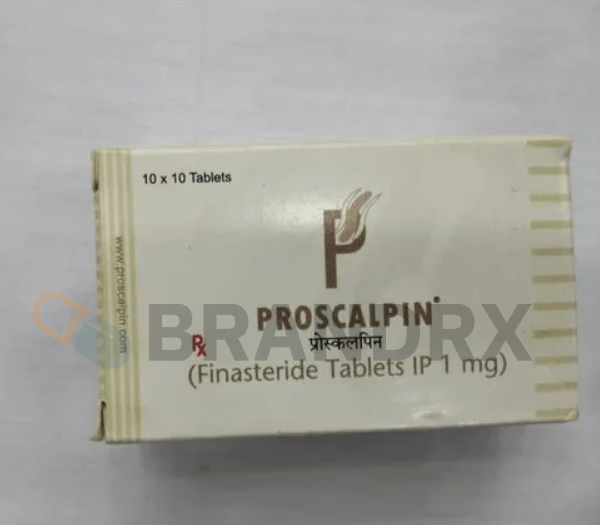 10 x 10 Tablets
www.proscalpin.com
P
PROSCALPIN®
BRANDRX
Rx
प्रोस्कलपिन
(Finasteride Tablets IP 1 mg)